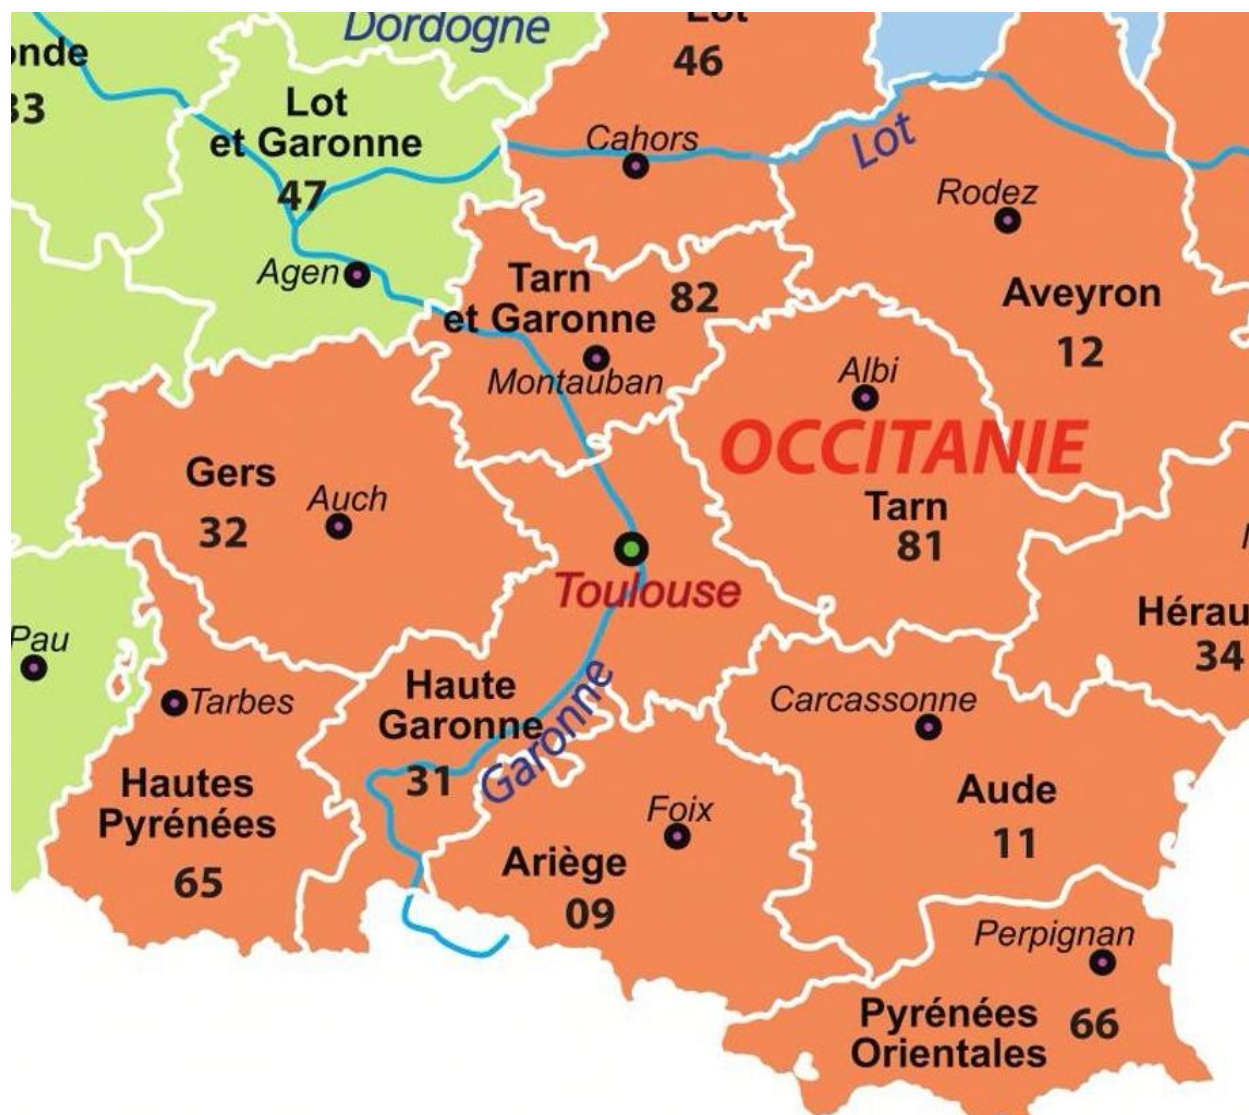 Dordogne
Lot
46
onde
33
Lot
et Garonne
47
Cahors
Lot
Rodez
Agen
Tarn
et Garonne
82
Montauban
Aveyron
12
Albi
OCCITANIE
Gers
32
Auch
Tarn
81
Toulouse
Hérau
34
Pau
Tarbes
Haute
Garonne
31
Garonne
Carcassonne
Hautes
Pyrénées
65
Foix
Aude
11
Ariège
09
Perpignan
Pyrénées
Orientales
66